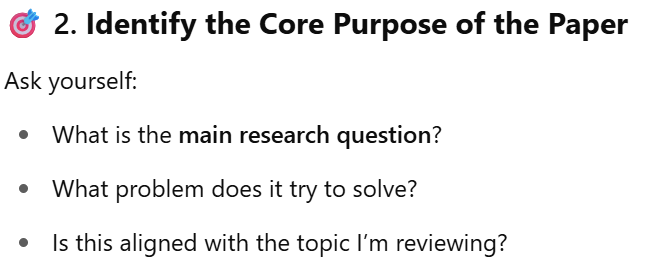 🎯 2. Identify the Core Purpose of the Paper
Ask yourself:
• What is the main research question?
• What problem does it try to solve?
• Is this aligned with the topic I’m reviewing?